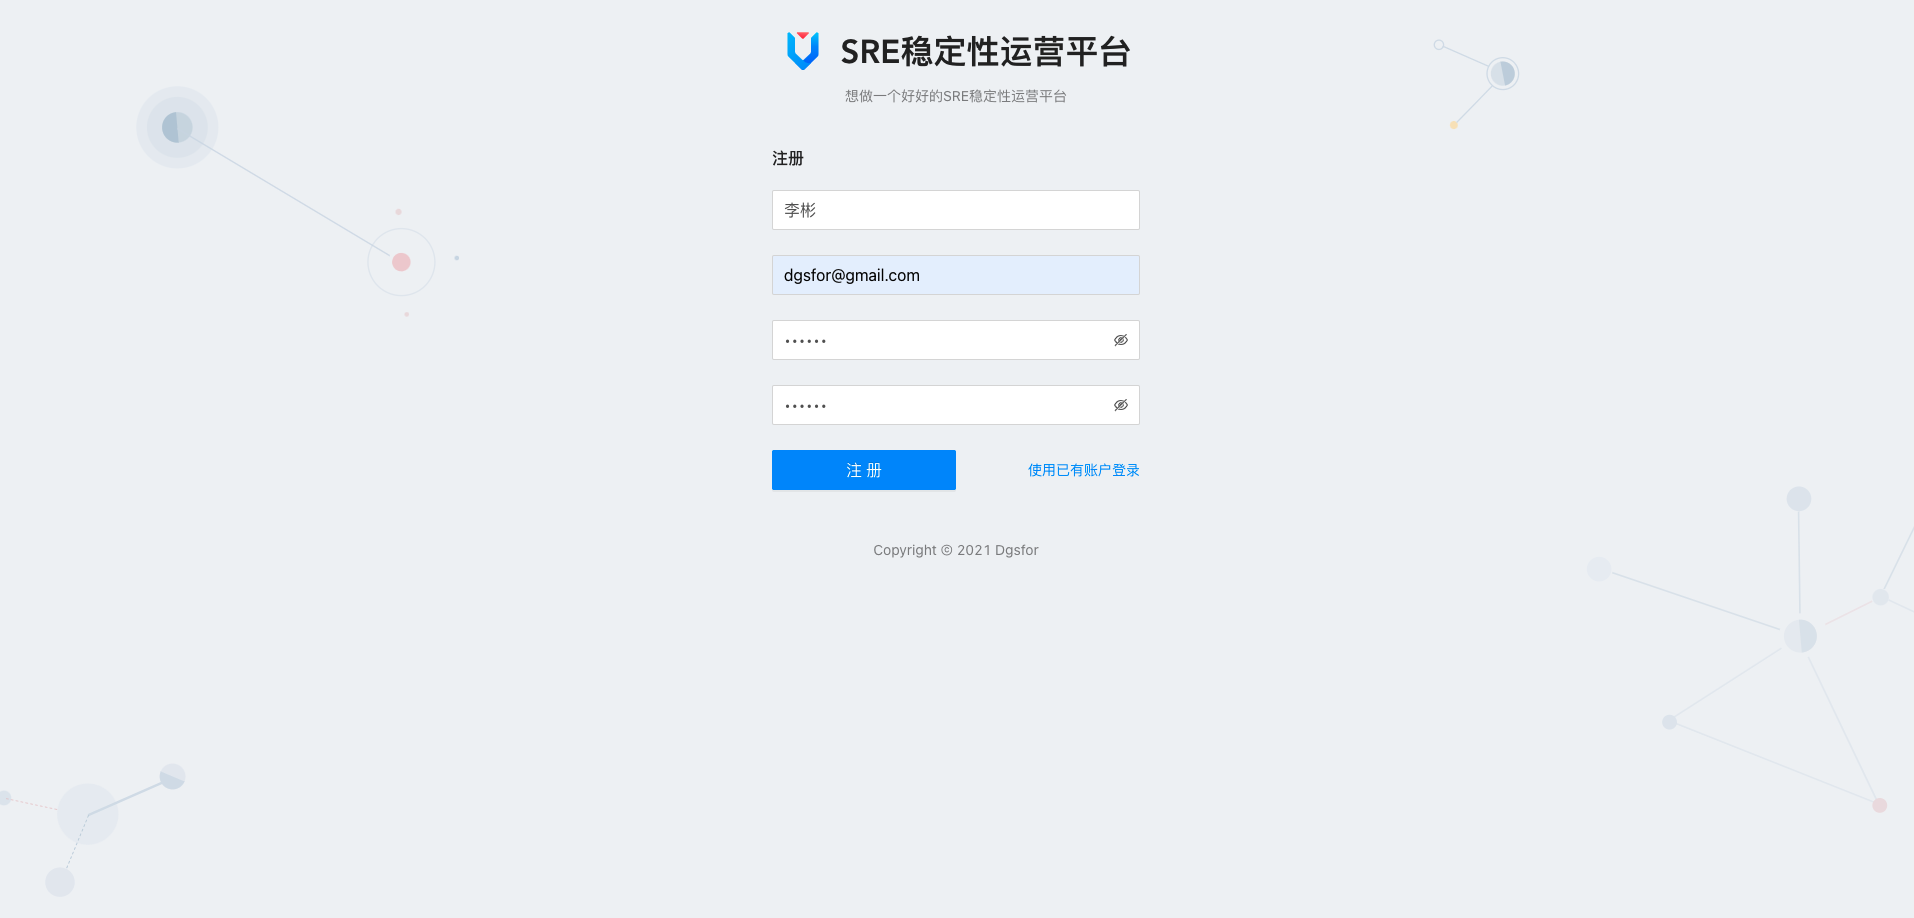 SRE稳定性运营平台
想做一个好好的SRE稳定性运营平台
注册
李彬
dgsfor@gmail.com
••••••
••••••
注 册
使用已有账户登录
Copyright © 2021 Dgsfor